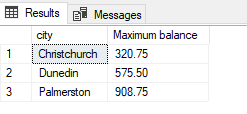 Results Messages
city Maximum balance
1 Christchurch 320.75
2 Dunedin 575.50
3 Palmerston 908.75